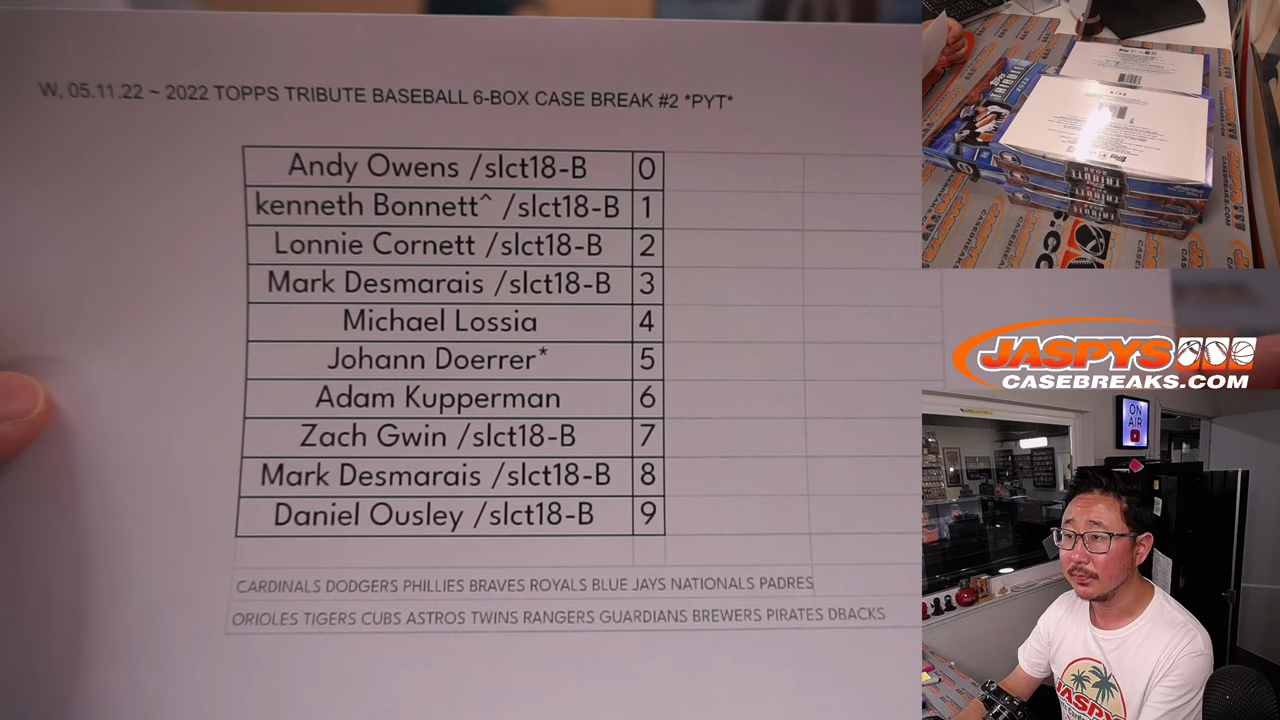 W, 05.11.22 ~ 2022 TOPPS TRIBUTE BASEBALL 6-BOX CASE BREAK #2 *PYT*
Andy Owens /slct18-B 0
kenneth Bonnett^ /slct18-B 1
Lonnie Cornett /slct18-B 2
Mark Desmarais /slct18-B 3
Michael Lossia 4
Johann Doerrer* 5
Adam Kupperman 6
Zach Gwin /slct18-B 7
Mark Desmarais /slct18-B 8
Daniel Ousley /slct18-B 9
CARDINALS DODGERS PHILLIES BRAVES ROYALS BLUE JAYS NATIONALS PADRES
ORIOLES TIGERS CUBS ASTROS TWINS RANGERS GUARDIANS BREWERS PIRATES DBACKS
TRIBUTE
2022
JASPYS
CASEBREAKS.COM
ON
AIR
JASPYS